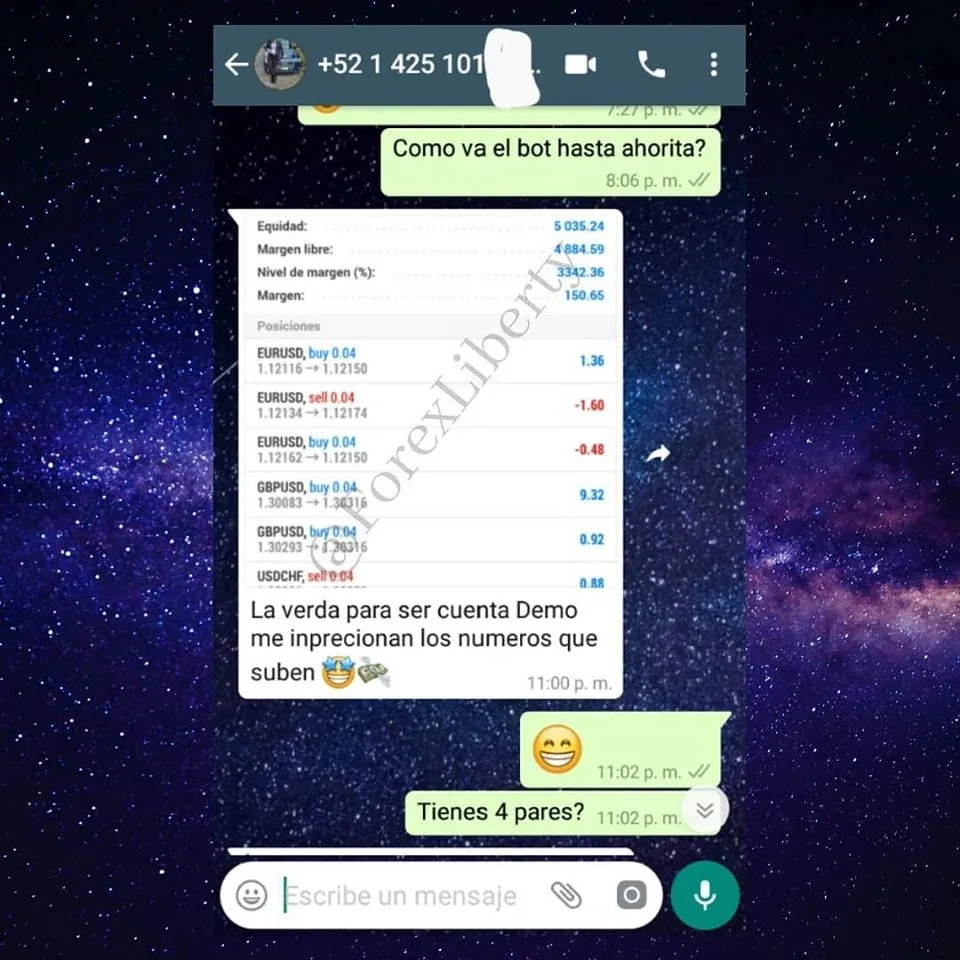 +52 1 425 101 ..
7:27 p. m.
Como va el bot hasta ahorita?
8:06 p. m.
Equidad: 5 035.24
Margen libre: 4 884.59
Nivel de margen (%): 3342.36
Margen: 150.65
Posiciones
EURUSD, buy 0.04
1.12116 → 1.12150 1.36
EURUSD, sell 0.04
1.12134 → 1.12174 -1.60
EURUSD, buy 0.04
1.12162 → 1.12150 -0.48
GBPUSD, buy 0.04
1.30083 → 1.30316 9.32
GBPUSD, buy 0.04
1.30293 → 1.30316 0.92
USDCHF, sell 0.04 0.88
@ForexLiberty
La verda para ser cuenta Demo
me inprecionan los numeros que
suben 🤩💸
11:00 p. m.
😁 11:02 p. m.
Tienes 4 pares? 11:02 p. m.
Escribe un mensaje